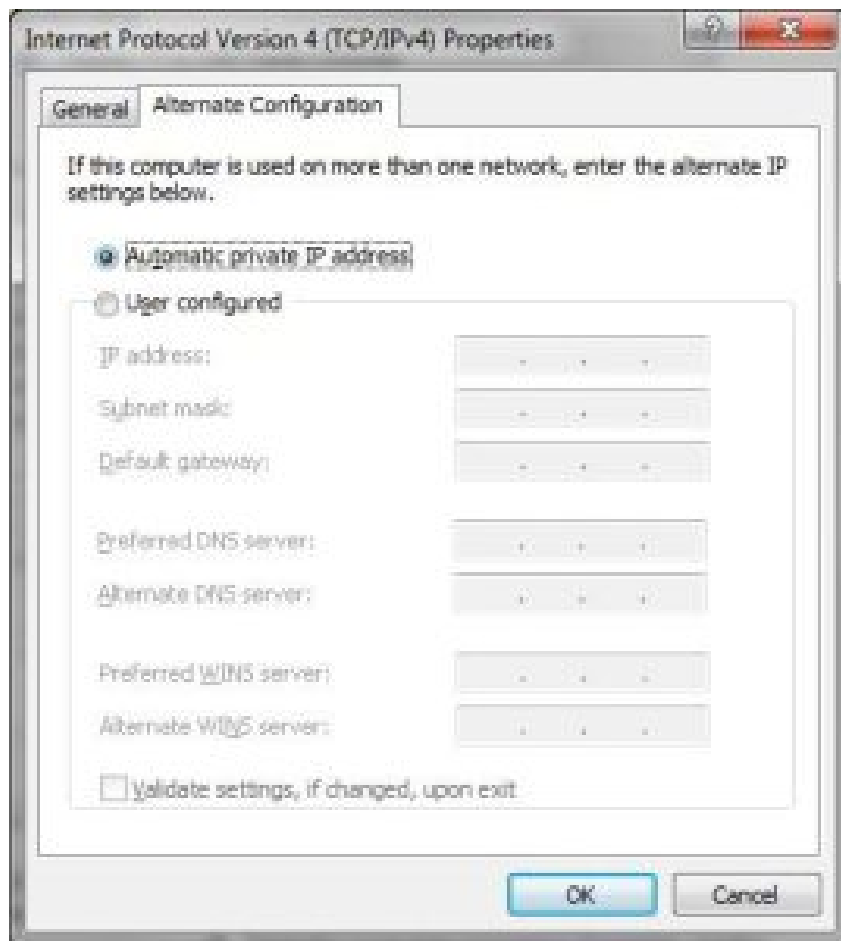 Internet Protocol Version 4 (TCP/IPv4) Properties
General
Alternate Configuration
If this computer is used on more than one network, enter the alternate IP
settings below.
Automatic private IP address
User configured
IP address:
Subnet mask:
Default gateway:
Preferred DNS server:
Alternate DNS server:
Preferred WINS server:
Alternate WINS server:
Validate settings, if changed, upon exit
OK
Cancel